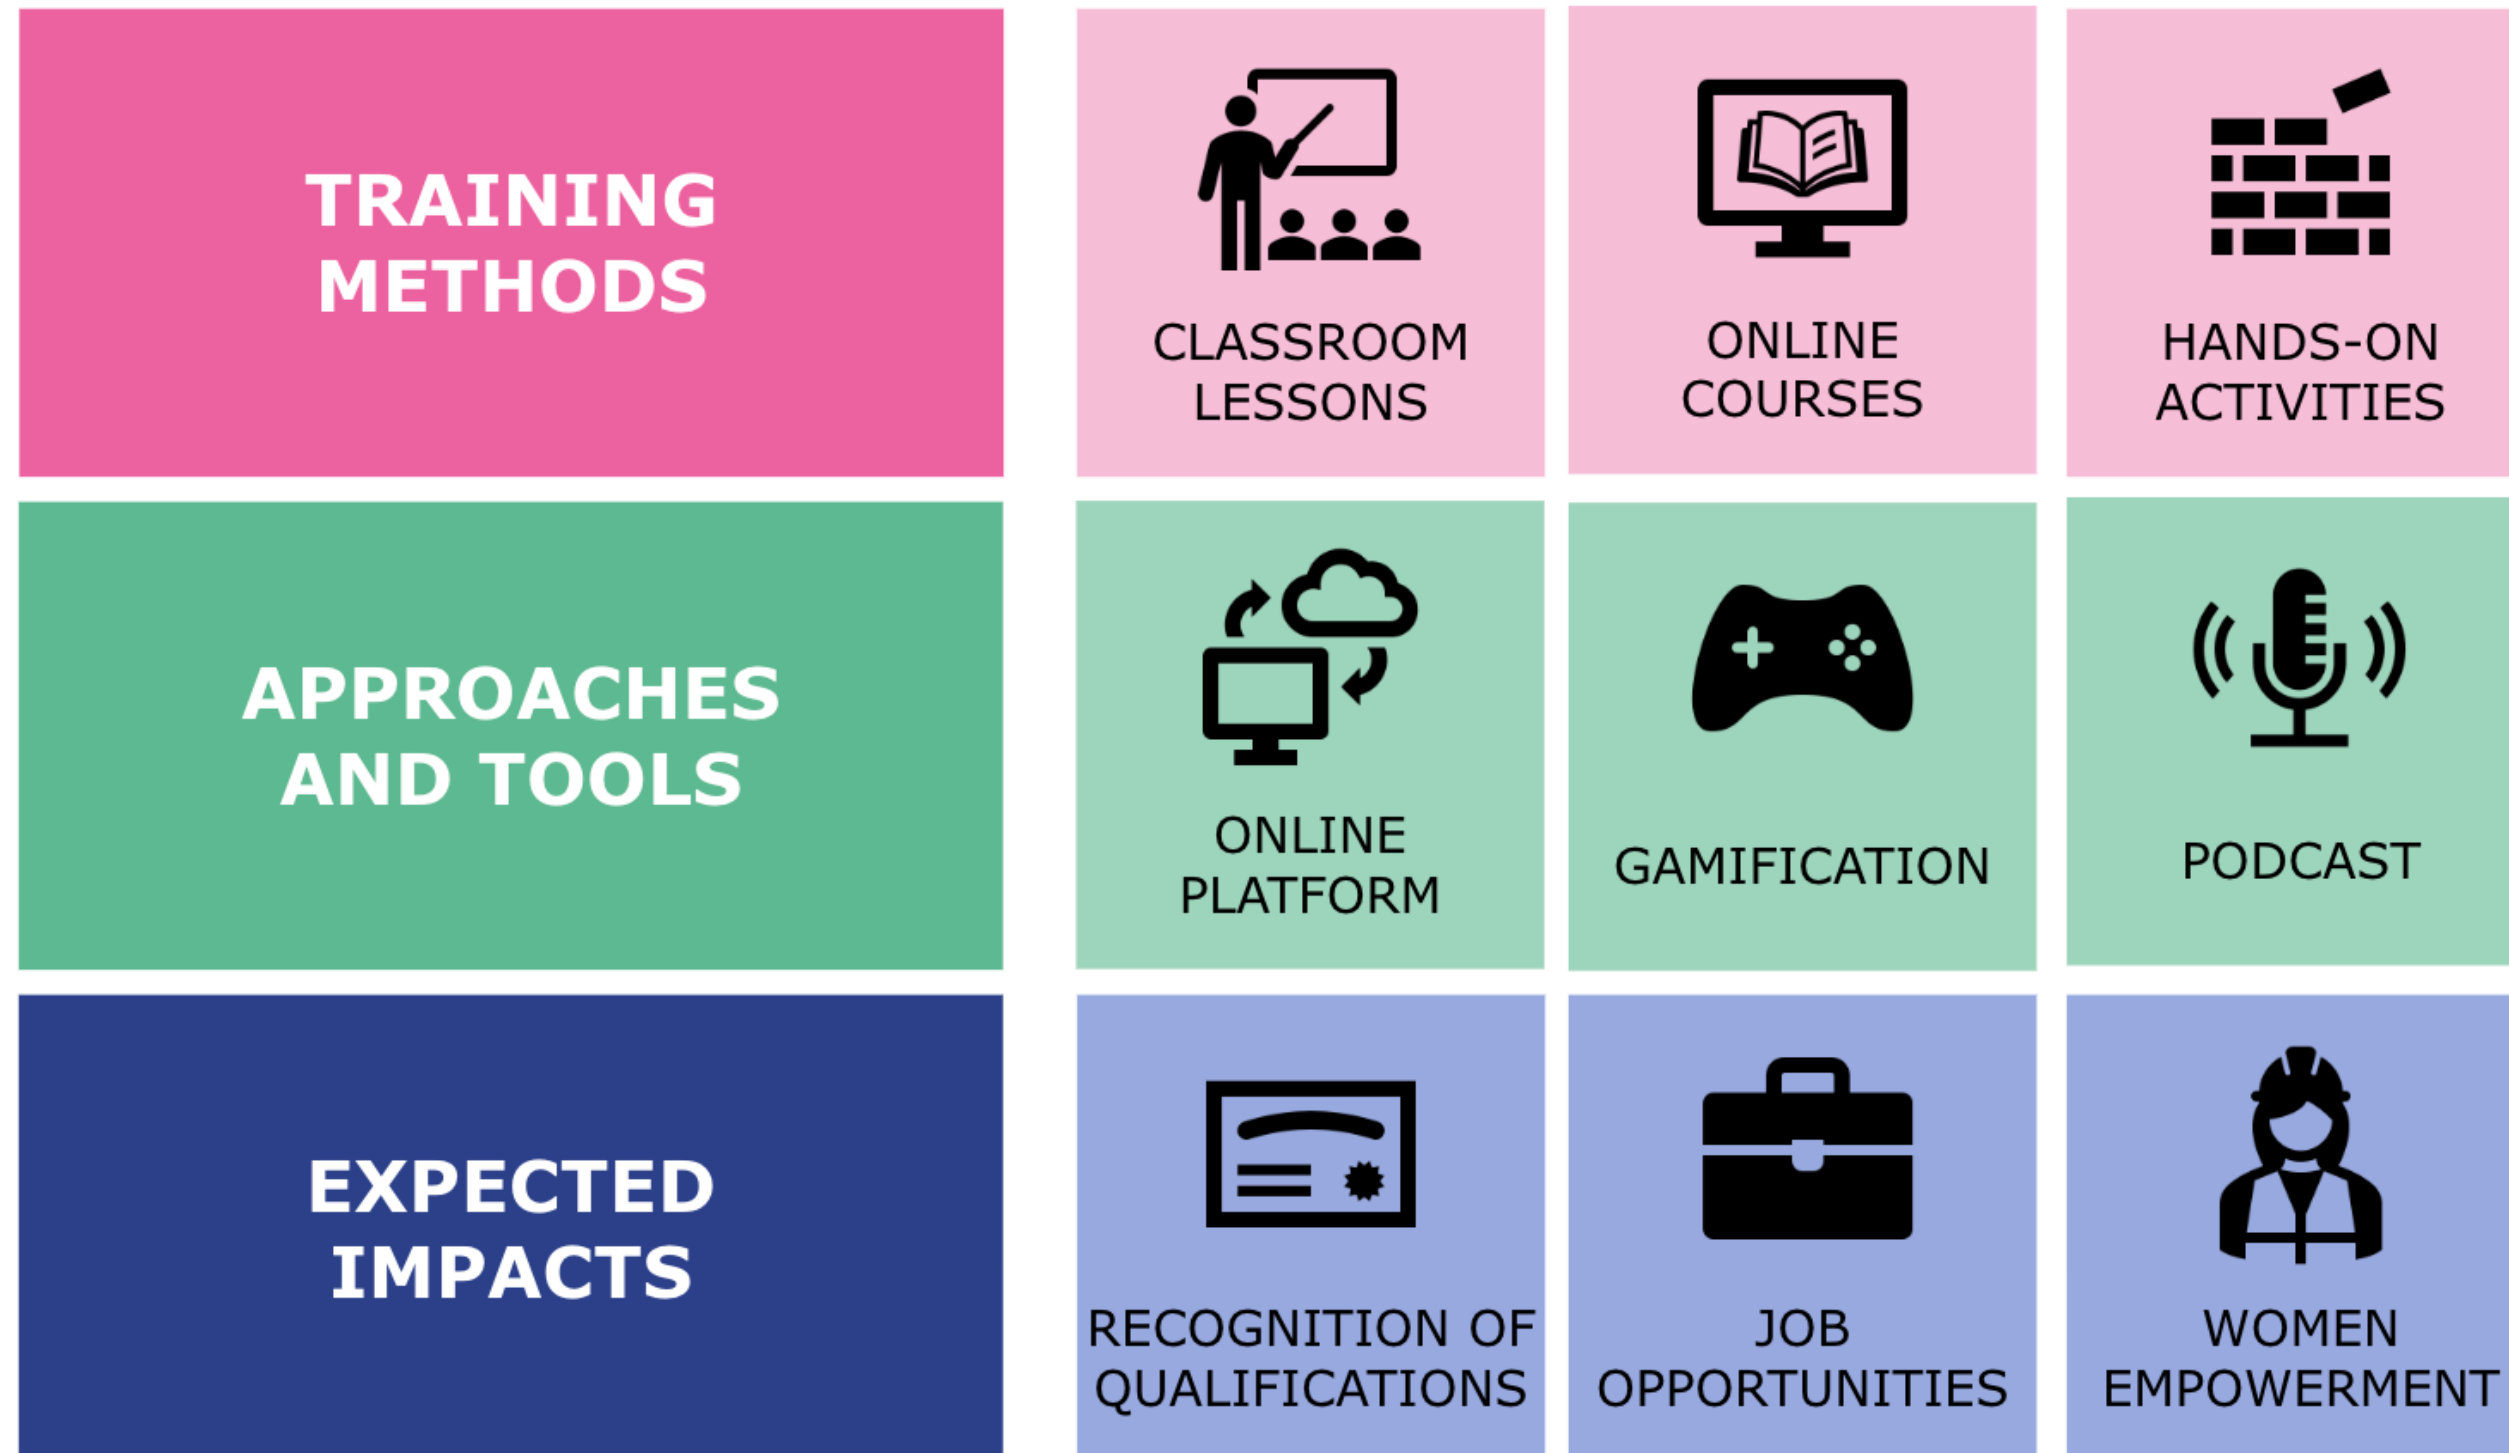 TRAINING
METHODS
CLASSROOM
LESSONS
ONLINE
COURSES
HANDS-ON
ACTIVITIES
APPROACHES
AND TOOLS
ONLINE
PLATFORM
GAMIFICATION
PODCAST
EXPECTED
IMPACTS
RECOGNITION OF
QUALIFICATIONS
JOB
OPPORTUNITIES
WOMEN
EMPOWERMENT